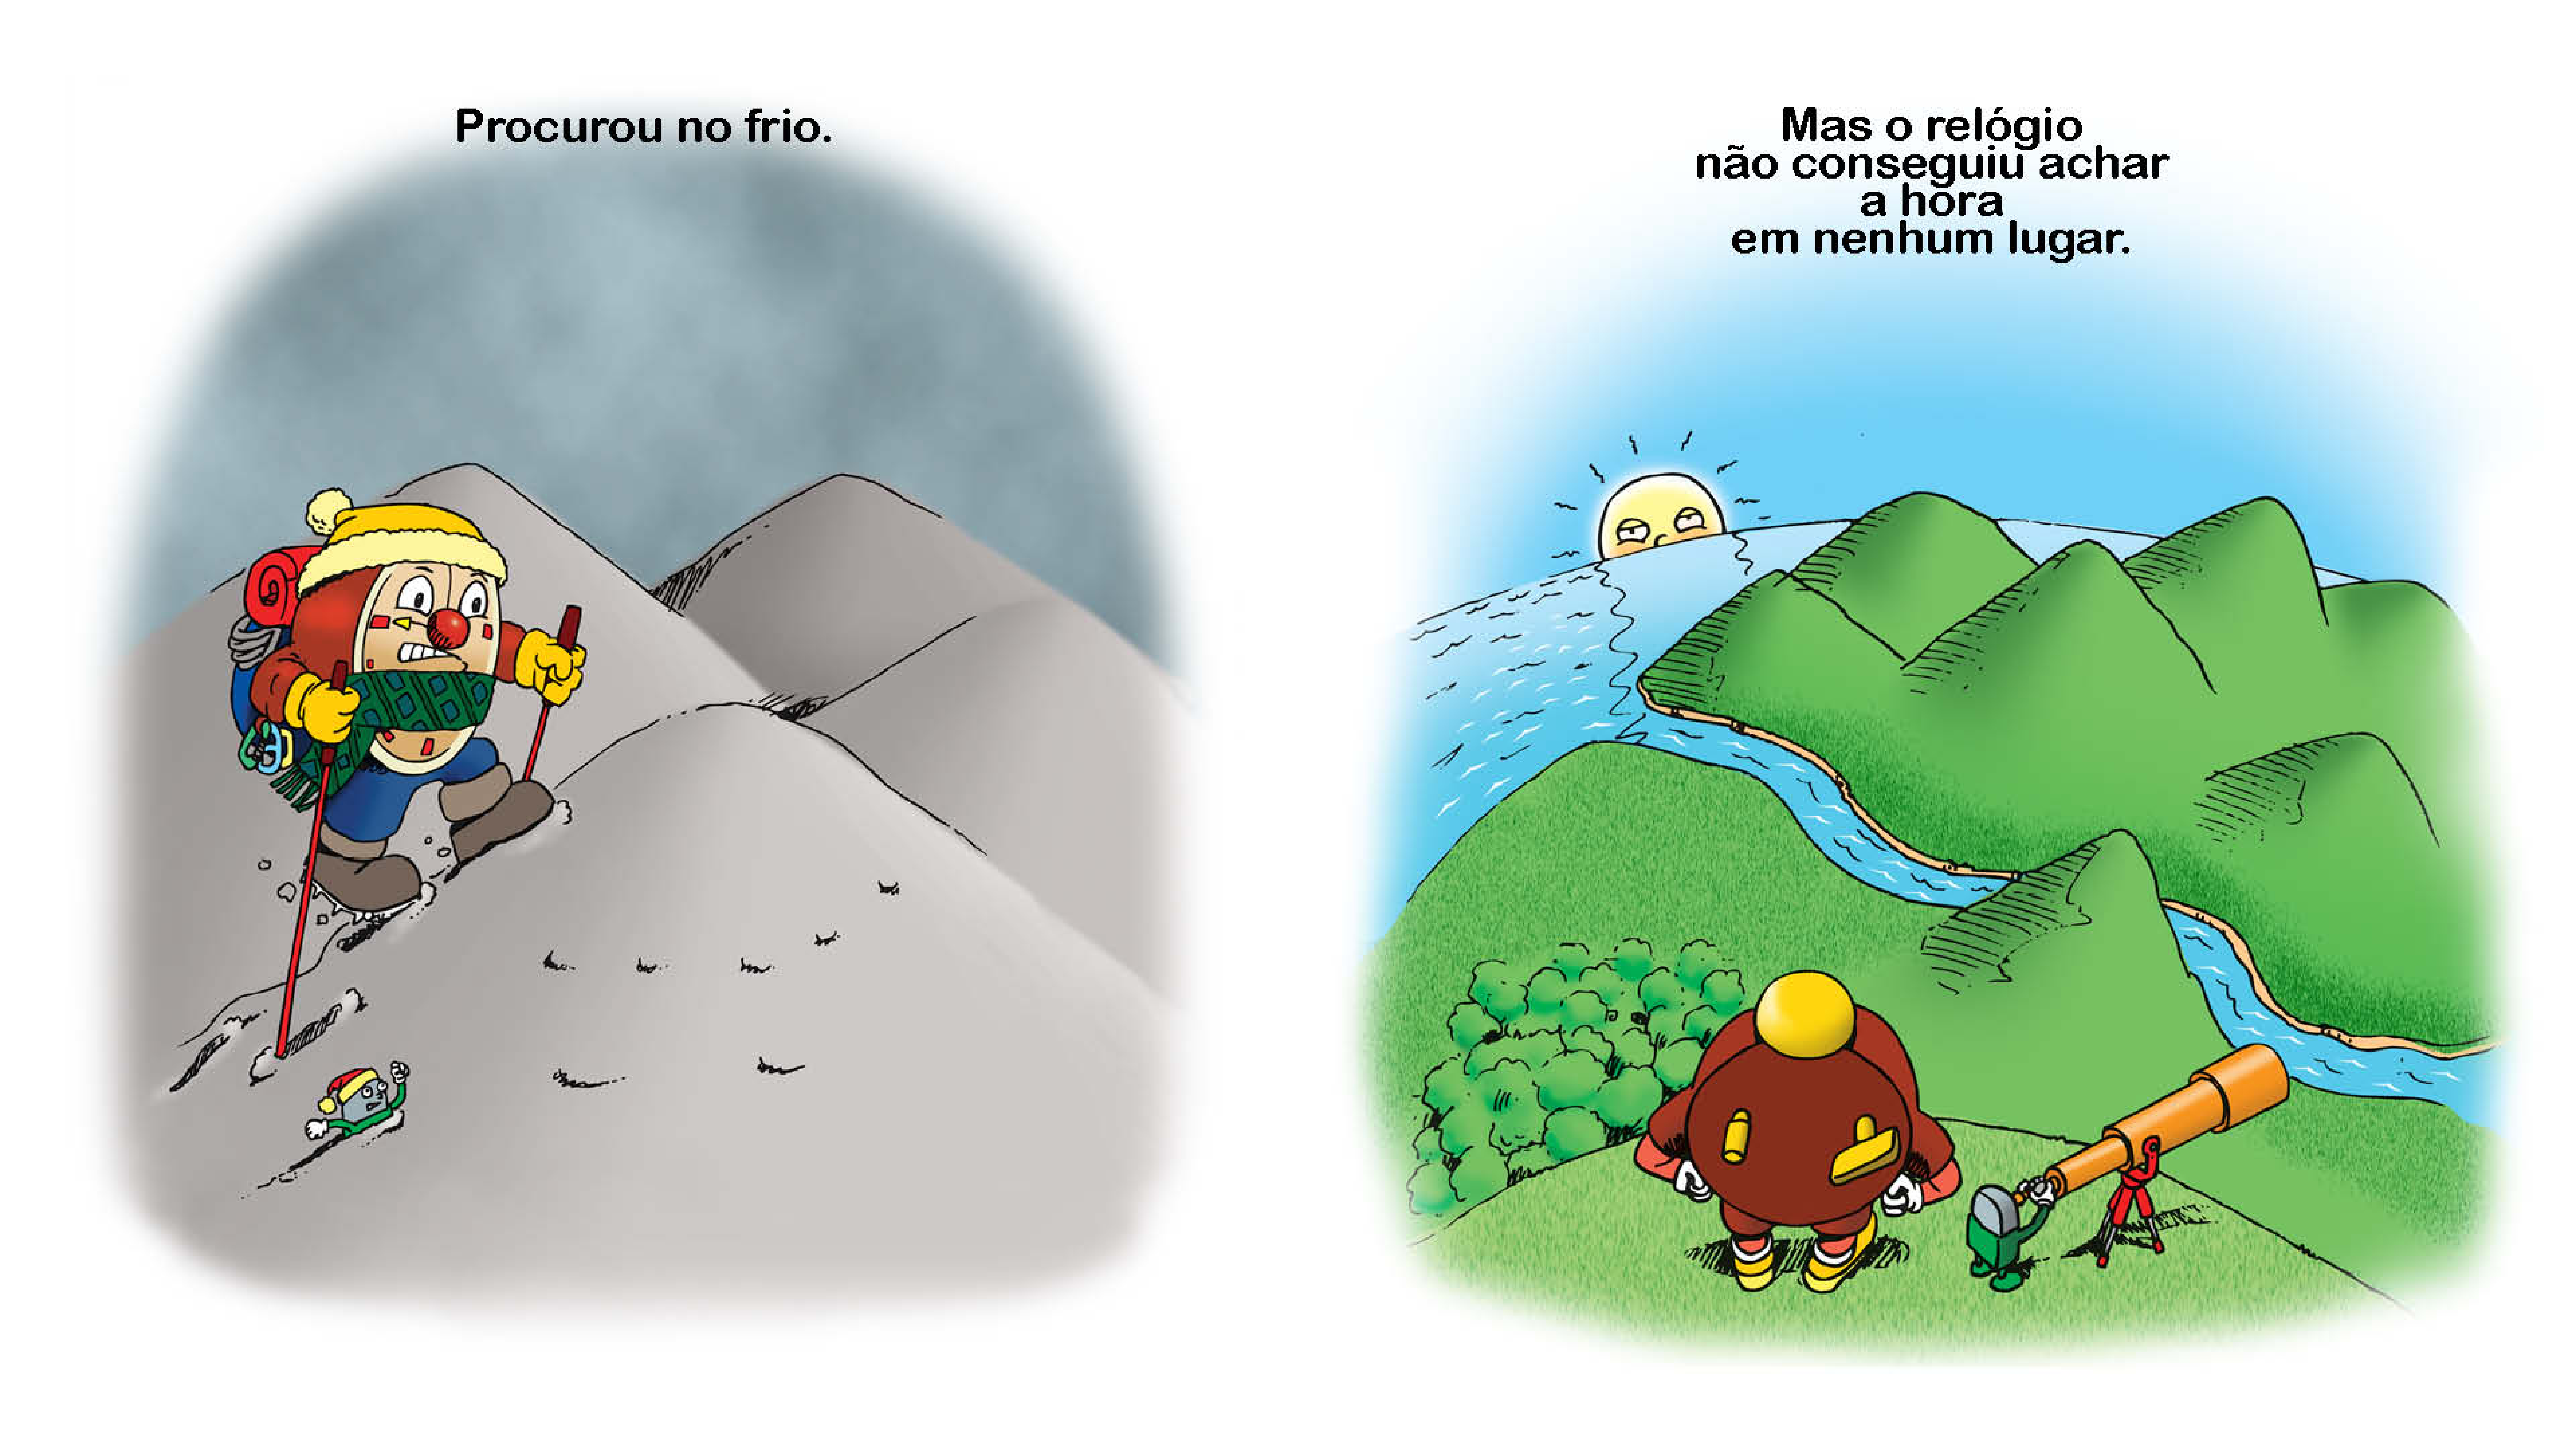 Procurou no frio.
Mas o relógio
não conseguiu achar
a hora
em nenhum lugar.